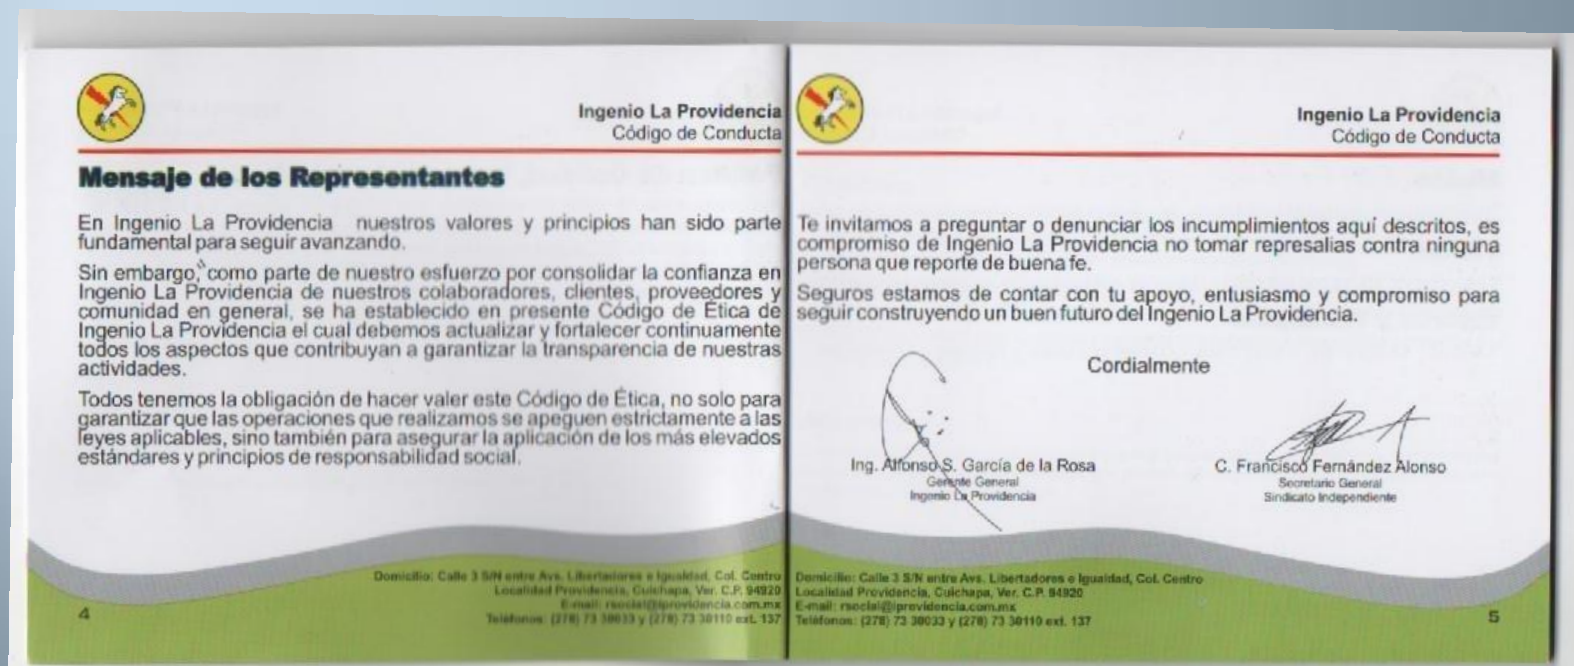 Ingenio La Providencia
Código de Conducta
Mensaje de los Representantes
En Ingenio La Providencia nuestros valores y principios han sido parte
fundamental para seguir avanzando.
Sin embargo, como parte de nuestro esfuerzo por consolidar la confianza en
Ingenio La Providencia de nuestros colaboradores, clientes, proveedores y
comunidad en general, se ha establecido en presente Código de Ética de
Ingenio La Providencia el cual debemos actualizar y fortalecer continuamente
todos los aspectos que contribuyan a garantizar la transparencia de nuestras
actividades.
Todos tenemos la obligación de hacer valer este Código de Ética, no solo para
garantizar que las operaciones que realizamos se apeguen estrictamente a las
leyes aplicables, sino también para asegurar la aplicación de los más elevados
estándares y principios de responsabilidad social.
Domicilio: Calle 3 S/N entre Avs. Libertadores e Igualdad, Col. Centro
Localidad Providencia, Cuichapa, Ver. C.P. 94920
E-mail: rsocial@iprovidencia.com.mx
Teléfonos: (278) 73 30033 y (278) 73 30110 ext. 137
4
Ingenio La Providencia
Código de Conducta
Te invitamos a preguntar o denunciar los incumplimientos aquí descritos, es
compromiso de Ingenio La Providencia no tomar represalias contra ninguna
persona que reporte de buena fe.
Seguros estamos de contar con tu apoyo, entusiasmo y compromiso para
seguir construyendo un buen futuro del Ingenio La Providencia.
Cordialmente
Ing. Alfonso S. García de la Rosa
Gerente General
Ingenio La Providencia
C. Francisco Fernández Alonso
Secretario General
Sindicato Independiente
Domicilio: Calle 3 S/N entre Avs. Libertadores e Igualdad, Col. Centro
Localidad Providencia, Cuichapa, Ver. C.P. 94920
E-mail: rsocial@iprovidencia.com.mx
Teléfonos: (278) 73 30033 y (278) 73 30110 ext. 137
5